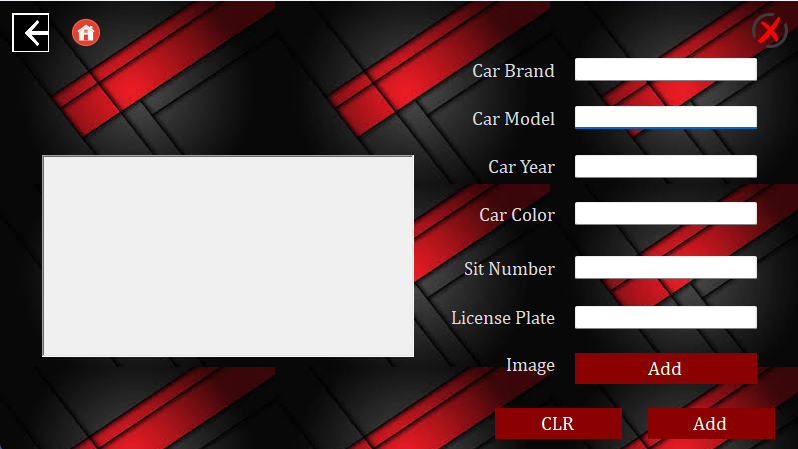 Car Brand
Car Model
Car Year
Car Color
Sit Number
License Plate
Image
Add
CLR
Add